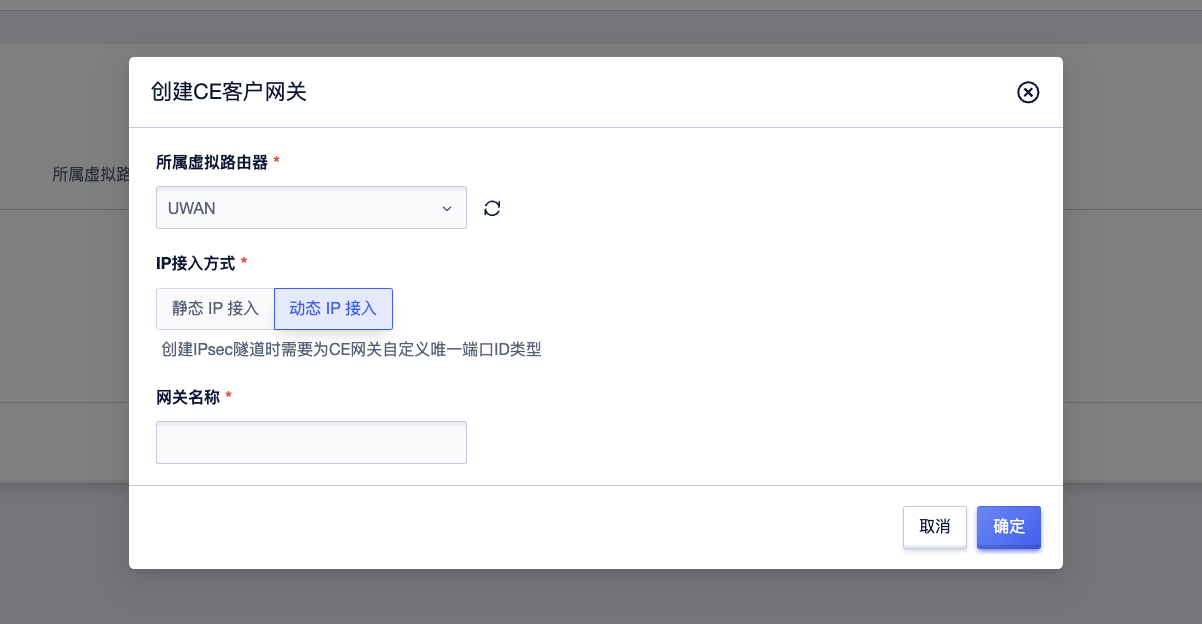 创建CE客户网关
所属虚拟路
所属虚拟路由器 *
UWAN
IP接入方式 *
静态 IP 接入 动态 IP 接入
创建IPsec隧道时需要为CE网关自定义唯一端口ID类型
网关名称 *
取消 确定